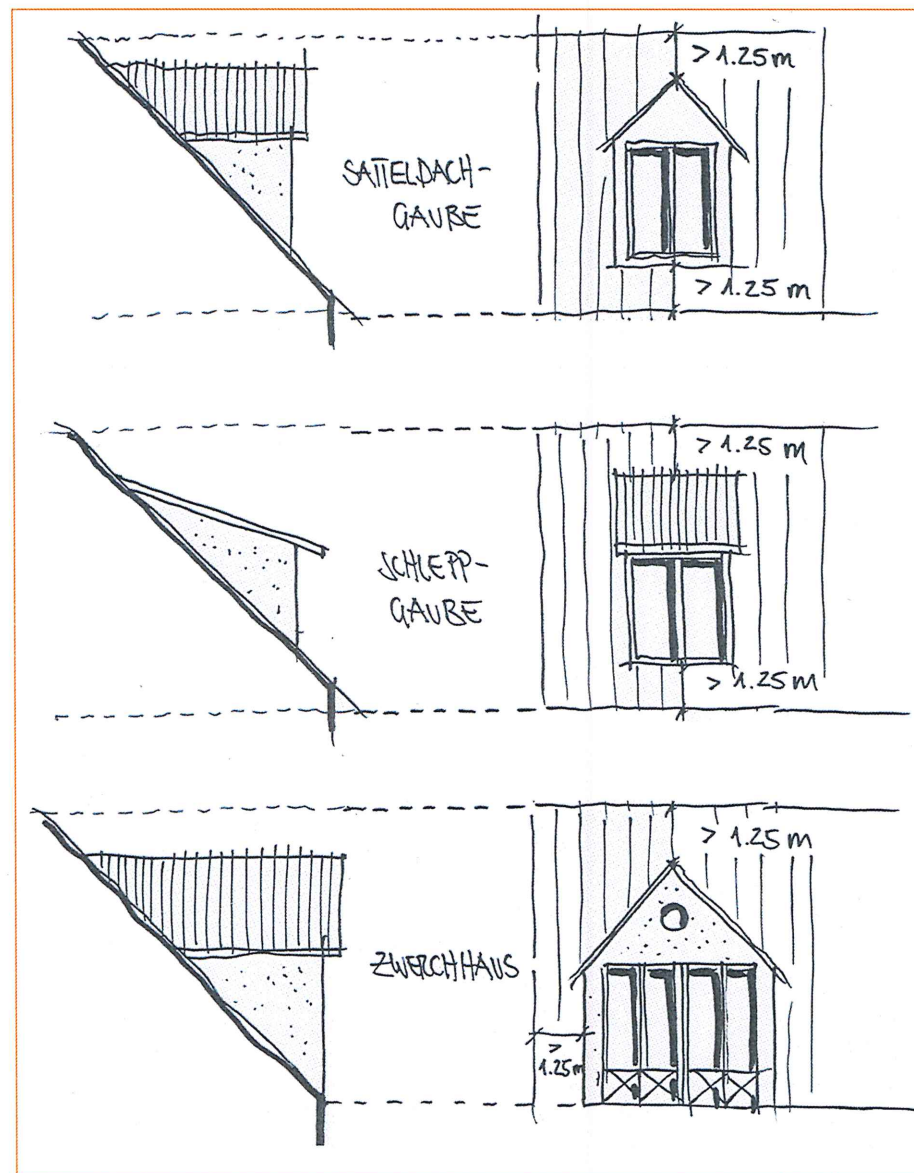 > 1.25 m
SATTELDACH-
GAUBE
> 1.25 m
> 1.25 m
SCHLEPP-
GAUBE
> 1.25 m
> 1.25 m
ZWERCHHAUS
>
1.25 m